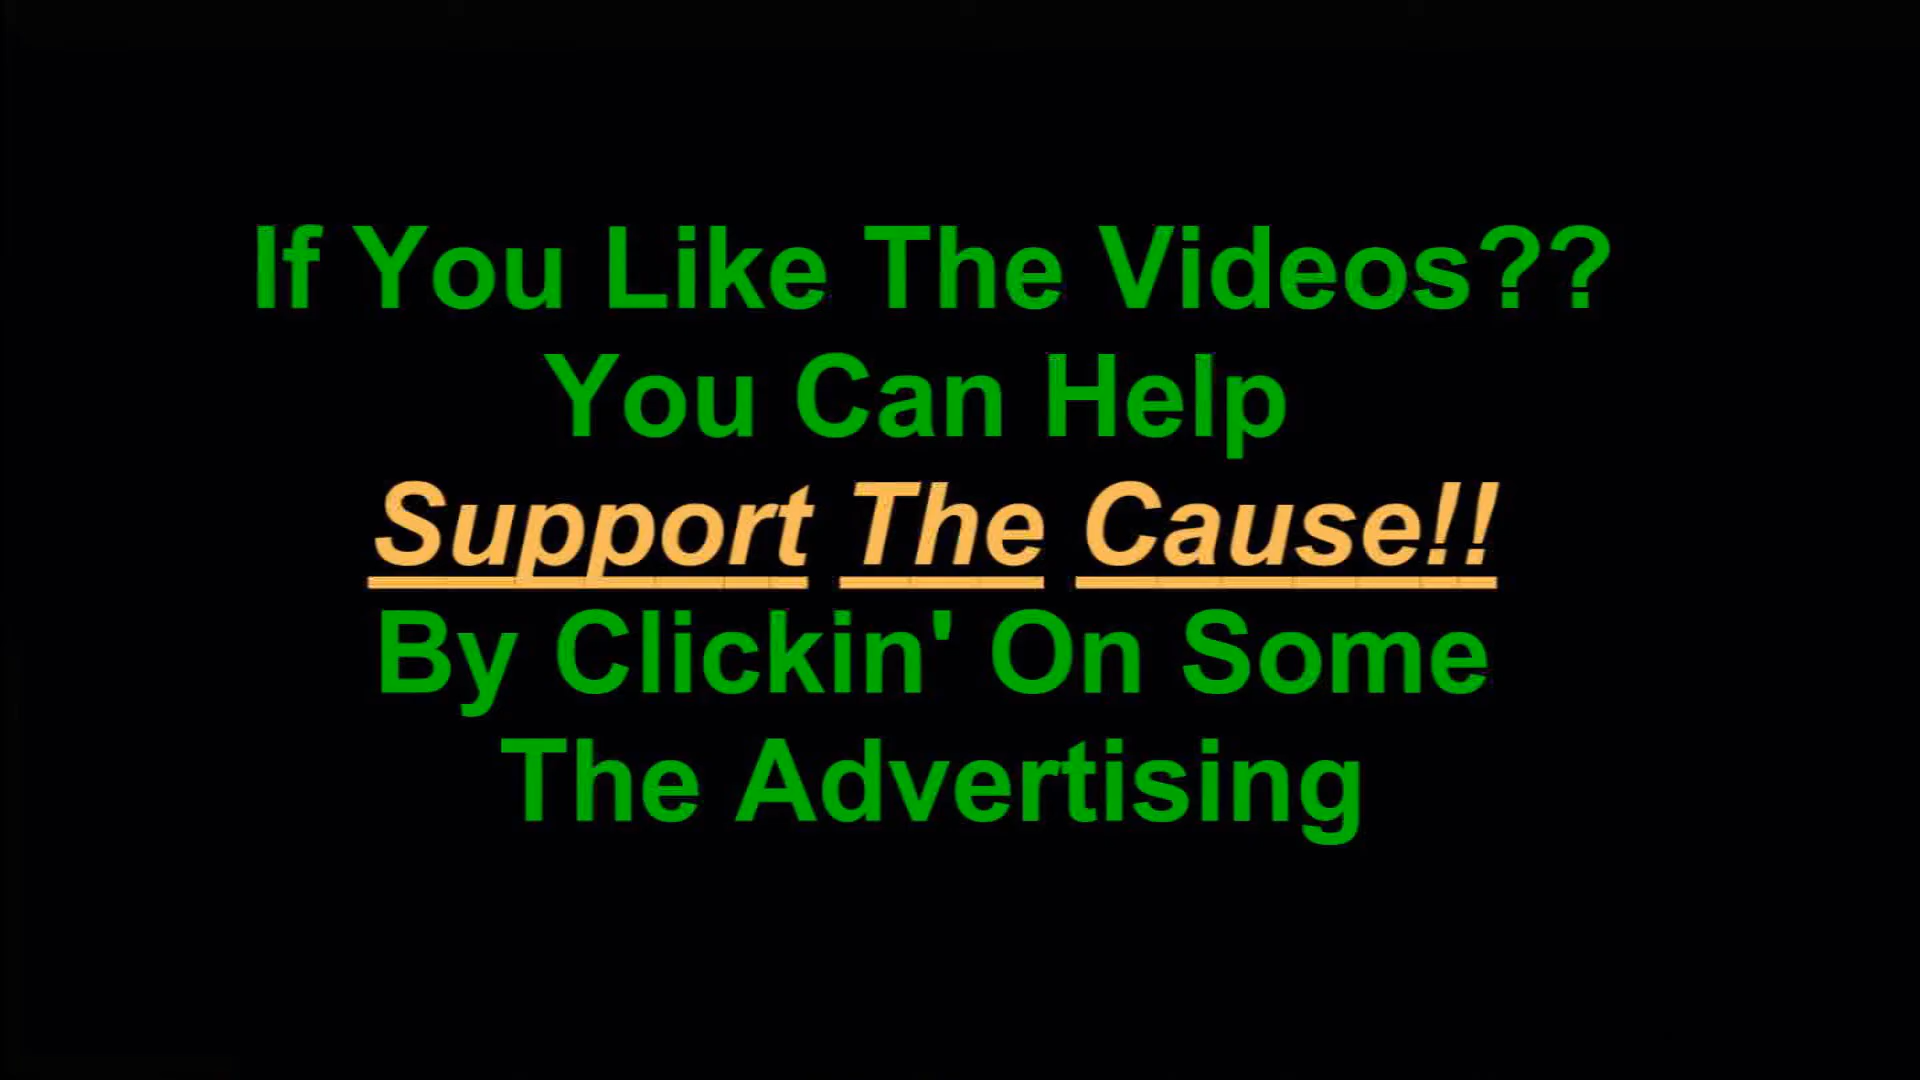 If You Like The Videos??
You Can Help
Support The Cause!!
By Clickin' On Some
The Advertising